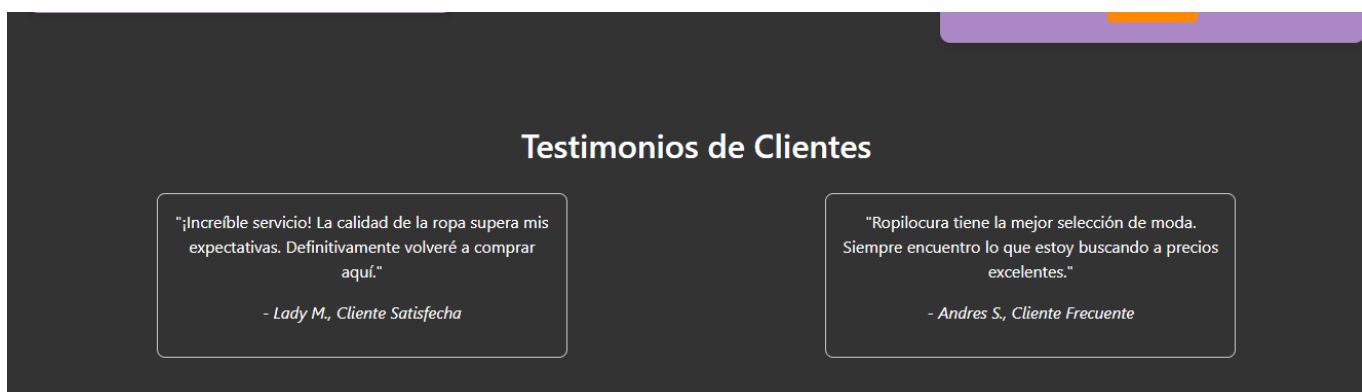 Testimonios de Clientes
"¡Increíble servicio! La calidad de la ropa supera mis
expectativas. Definitivamente volveré a comprar
aquí."
- Lady M., Cliente Satisfecha
"Ropilocura tiene la mejor selección de moda.
Siempre encuentro lo que estoy buscando a precios
excelentes."
- Andres S., Cliente Frecuente